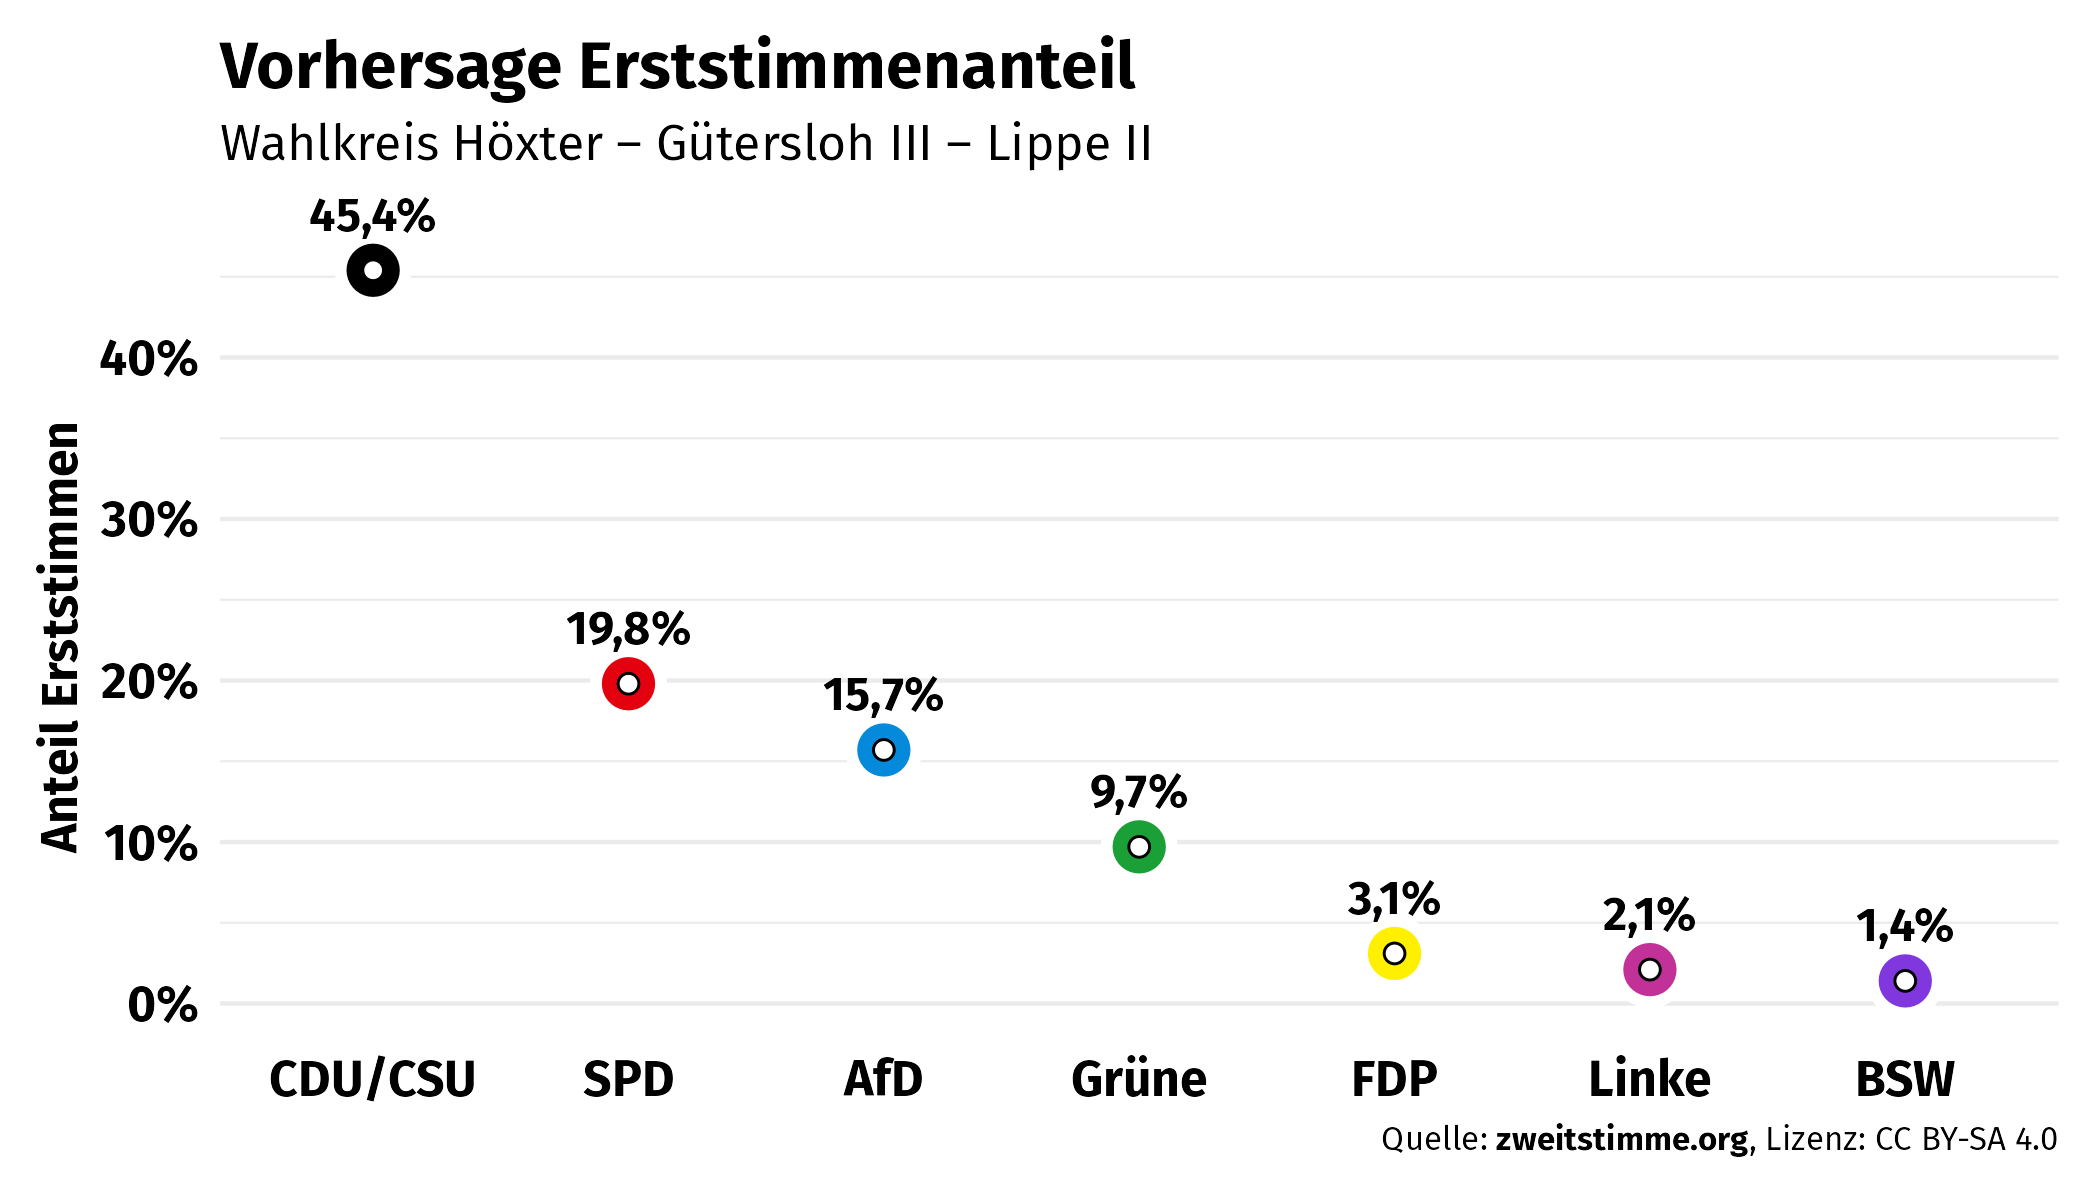 Vorhersage Erststimmenanteil
Wahlkreis Höxter – Gütersloh III – Lippe II
45,4%
40%
30%
19,8%
20%
15,7%
9,7%
10%
3,1%
2,1%
1,4%
0%
Anteil Erststimmen
CDU/CSU SPD AfD Grüne FDP Linke BSW
Quelle: zweitstimme.org, Lizenz: CC BY-SA 4.0